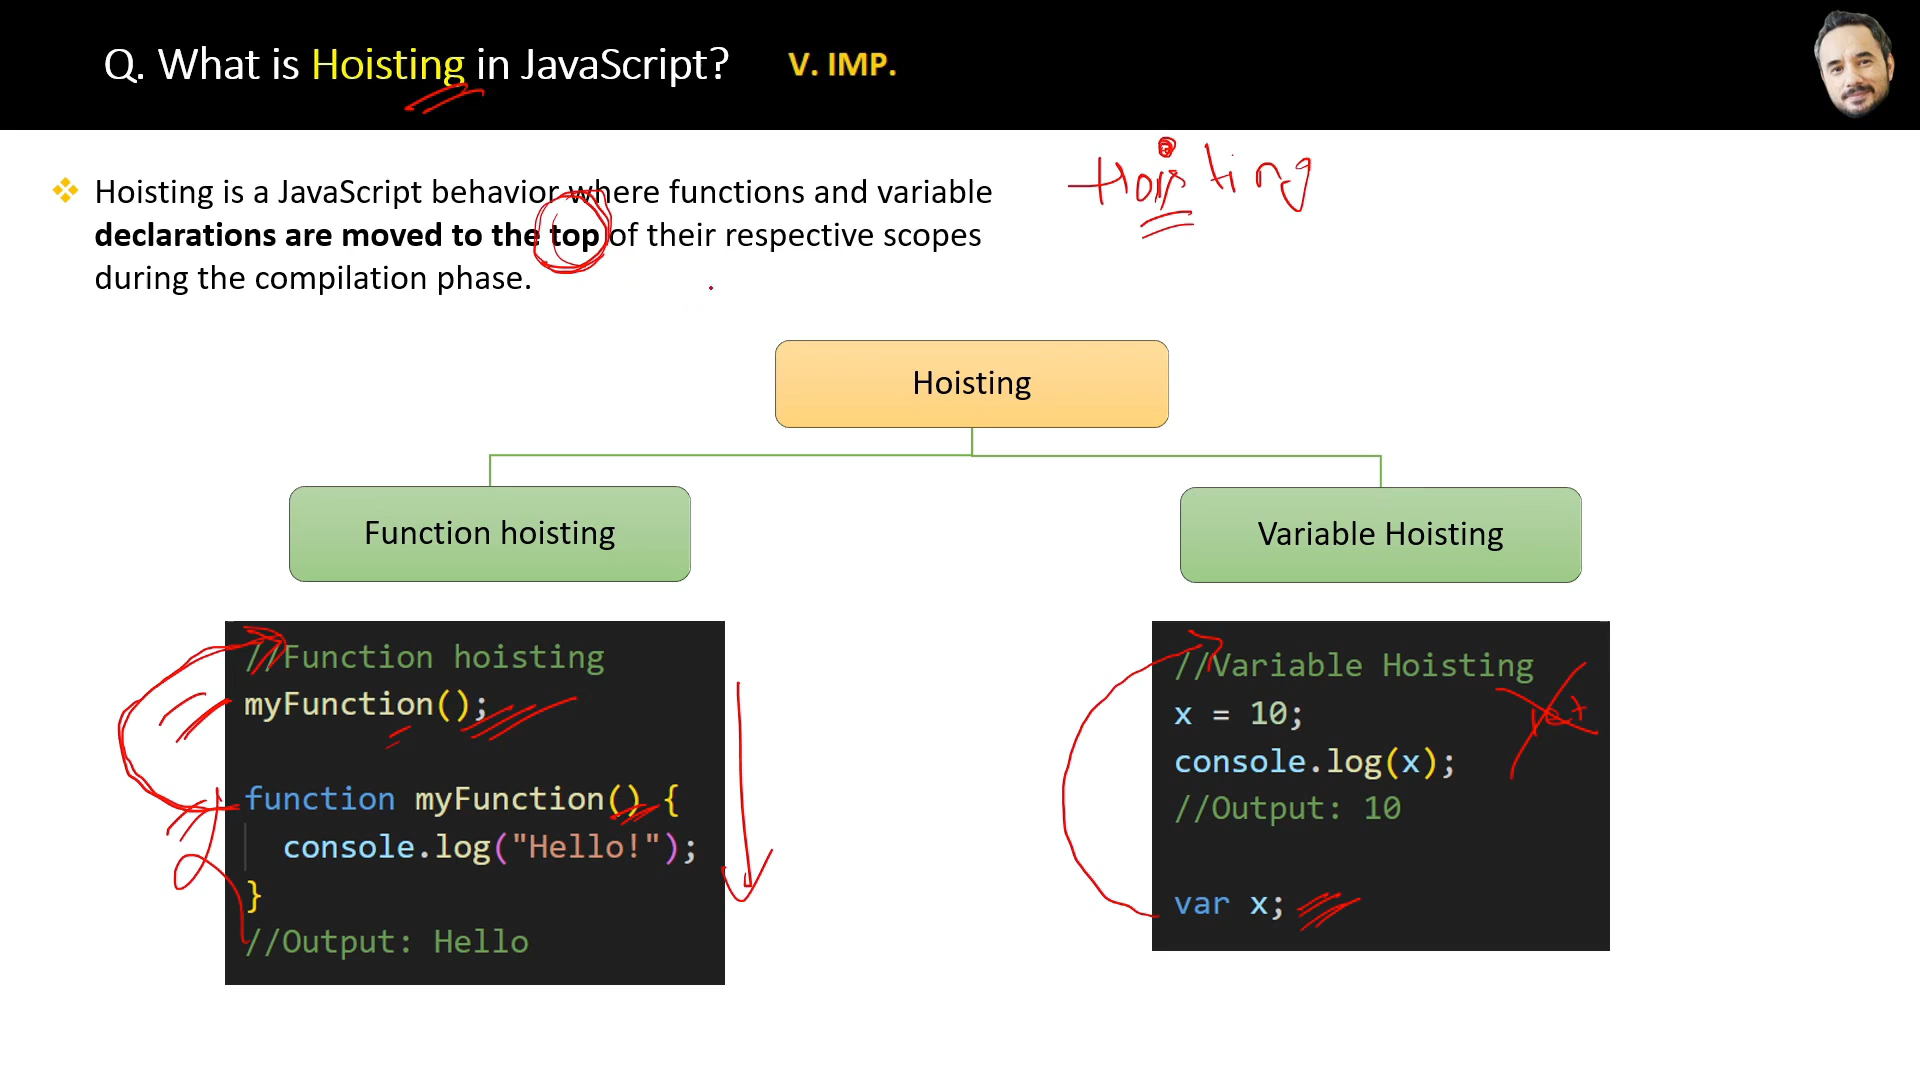 Q. What is Hoisting in JavaScript? V. IMP.
Hoisting
Hoisting is a JavaScript behavior where functions and variable
declarations are moved to the top of their respective scopes
during the compilation phase.
Hoisting
Function hoisting
Variable Hoisting
//Function hoisting
myFunction();
function myFunction() {
console.log("Hello!");
}
//Output: Hello
//Variable Hoisting
x = 10;
let
console.log(x);
//Output: 10
var x;